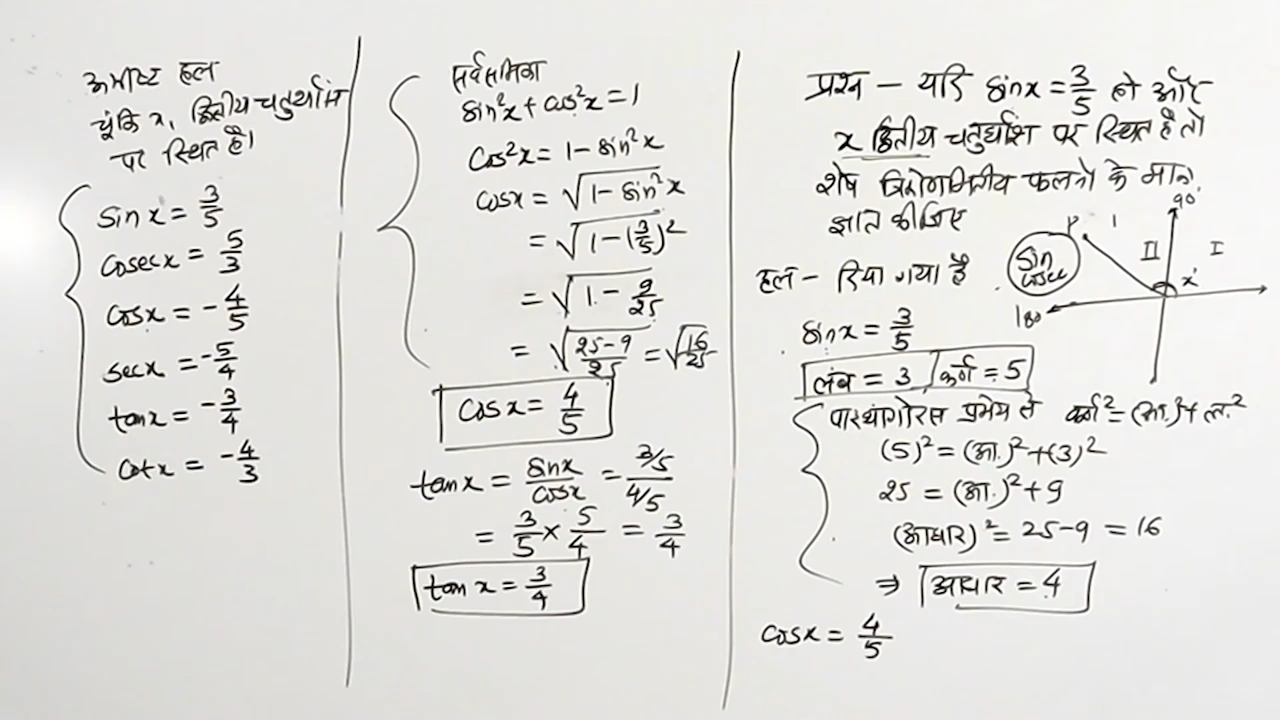 अभीष्ट हल
चूंकि x, द्वितीय चतुर्थांश
पर स्थित है।
sin x = 3/5
cosec x = 5/3
cos x = -4/5
sec x = -5/4
tan x = -3/4
cot x = -4/3
सर्वसमिका
sin²x + cos²x = 1
cos²x = 1 - sin²x
cos x = √(1 - sin²x)
= √(1 - (3/5)²)
= √(1 - 9/25)
= √((25-9)/25) = √(16/25)
cos x = 4/5
tan x = sin x/cos x = (3/5)/(4/5)
= 3/5 × 5/4 = 3/4
tan x = 3/4
प्रश्न - यदि sin x = 3/5 हो और
x द्वितीय चतुर्थांश पर स्थित है तो
शेष त्रिकोणमितीय फलनों के मान
ज्ञात कीजिए
90
P
II
I
sin
cosec
x
180
हल - दिया गया है
sin x = 3/5
लंब = 3 कर्ण = 5
पाइथागोरस प्रमेय से कर्ण² = (आ.)² + ल.²
(5)² = (आ.)² + (3)²
25 = (आ.)² + 9
(आधार)² = 25 - 9 = 16
⇒ आधार = 4
cos x = 4/5